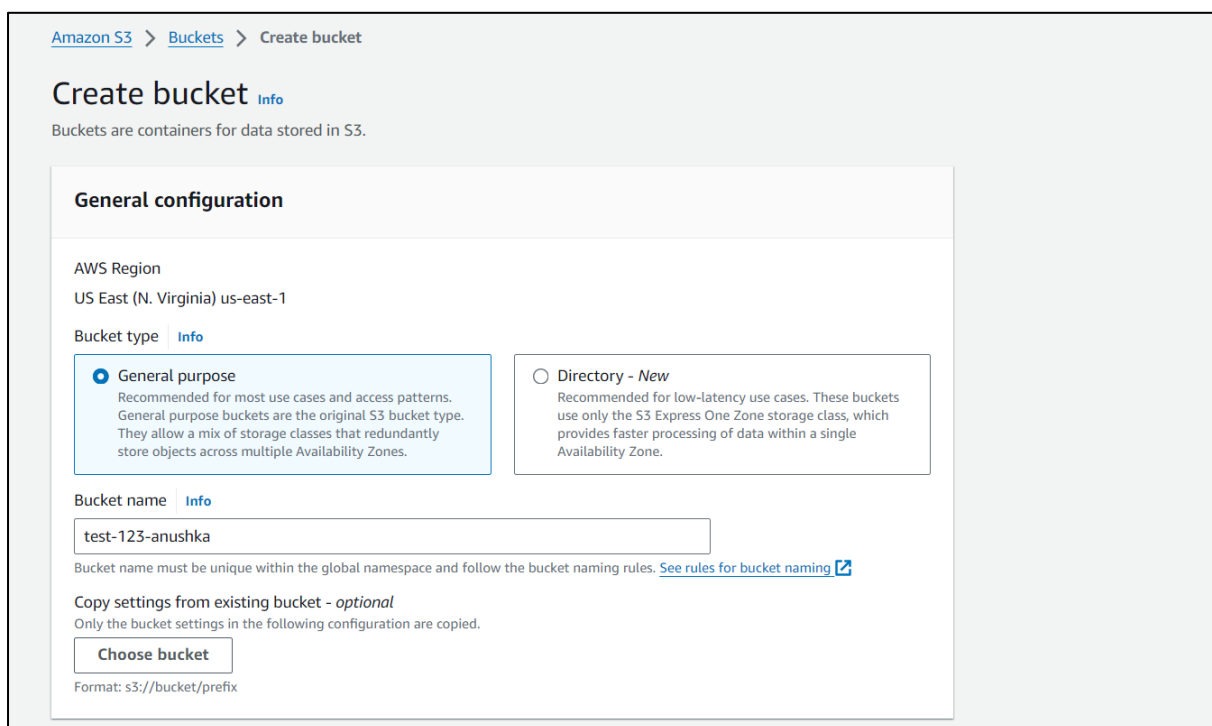 Amazon S3 > Buckets > Create bucket
Create bucket Info
Buckets are containers for data stored in S3.
General configuration
AWS Region
US East (N. Virginia) us-east-1
Bucket type Info
General purpose
Recommended for most use cases and access patterns.
General purpose buckets are the original S3 bucket type.
They allow a mix of storage classes that redundantly
store objects across multiple Availability Zones.
Directory - New
Recommended for low-latency use cases. These buckets
use only the S3 Express One Zone storage class, which
provides faster processing of data within a single
Availability Zone.
Bucket name Info
test-123-anushka
Bucket name must be unique within the global namespace and follow the bucket naming rules. See rules for bucket naming
Copy settings from existing bucket - optional
Only the bucket settings in the following configuration are copied.
Choose bucket
Format: s3://bucket/prefix